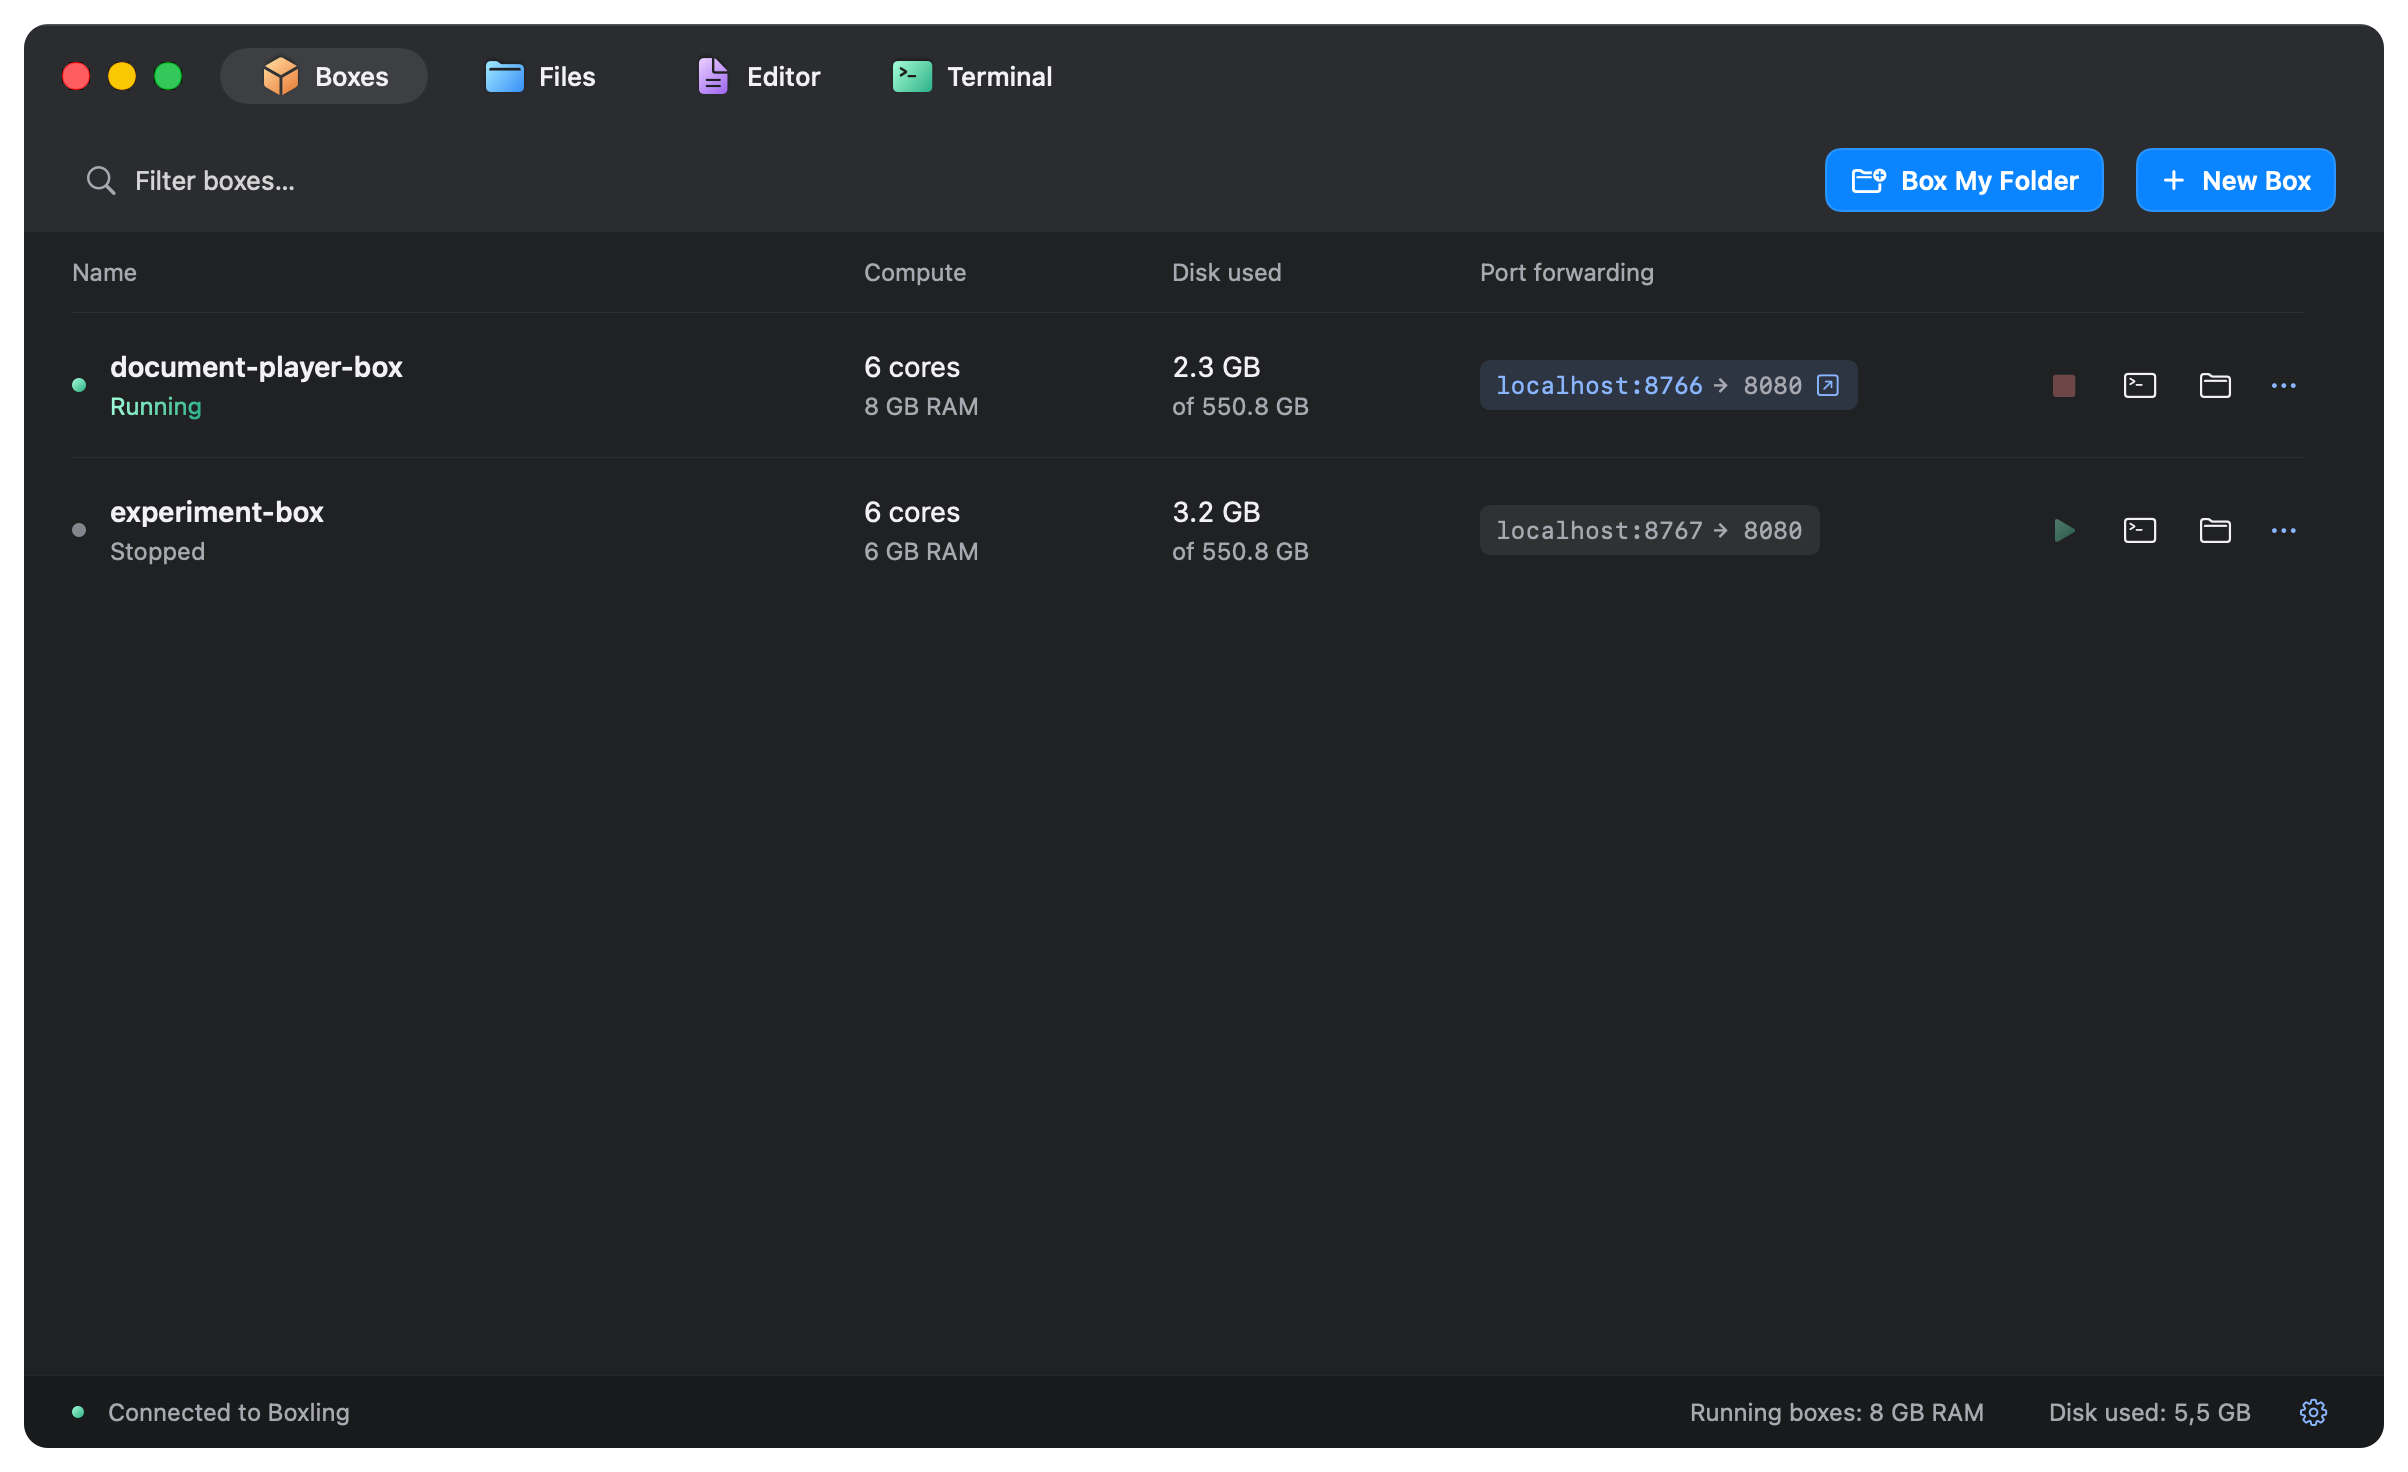 Boxes Files Editor Terminal
Filter boxes... Box My Folder New Box
Name Compute Disk used Port forwarding
document-player-box 6 cores 2.3 GB localhost:8766 → 8080
Running 8 GB RAM of 550.8 GB
experiment-box 6 cores 3.2 GB localhost:8767 → 8080
Stopped 6 GB RAM of 550.8 GB
Connected to Boxling Running boxes: 8 GB RAM Disk used: 5,5 GB